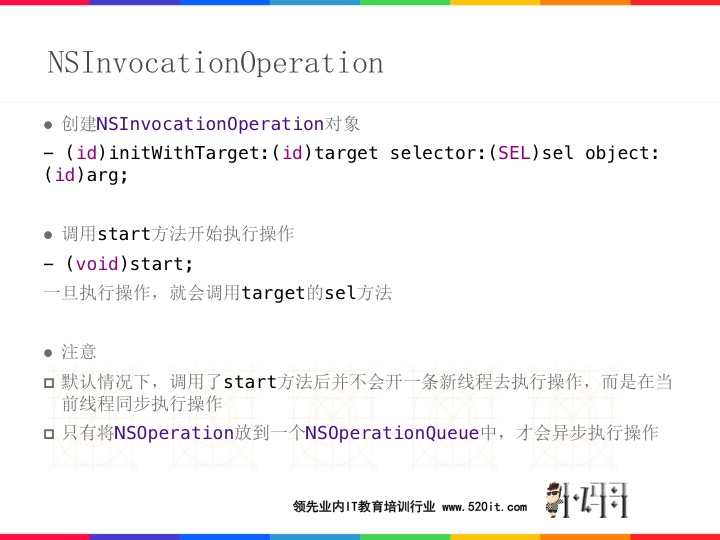 NSInvocationOperation
● 创建NSInvocationOperation对象
- (id)initWithTarget:(id)target selector:(SEL)sel object:
(id)arg;
● 调用start方法开始执行操作
- (void)start;
一旦执行操作，就会调用target的sel方法
● 注意
默认情况下，调用了start方法后并不会开一条新线程去执行操作，而是在当
前线程同步执行操作
只有将NSOperation放到一个NSOperationQueue中，才会异步执行操作
领先业内IT教育培训行业 www.520it.com
小码哥